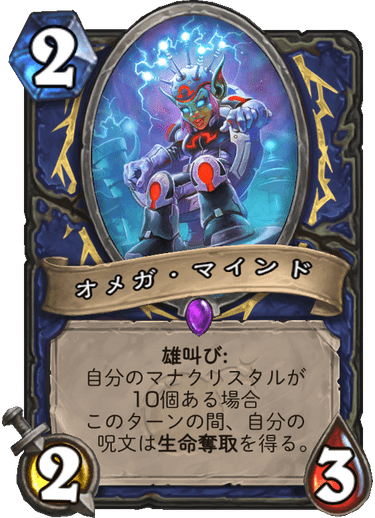 2
オメガ・マインド
雄叫び:
自分のマナクリスタルが
10個ある場合
このターンの間、自分の
呪文は生命奪取を得る。
2
3